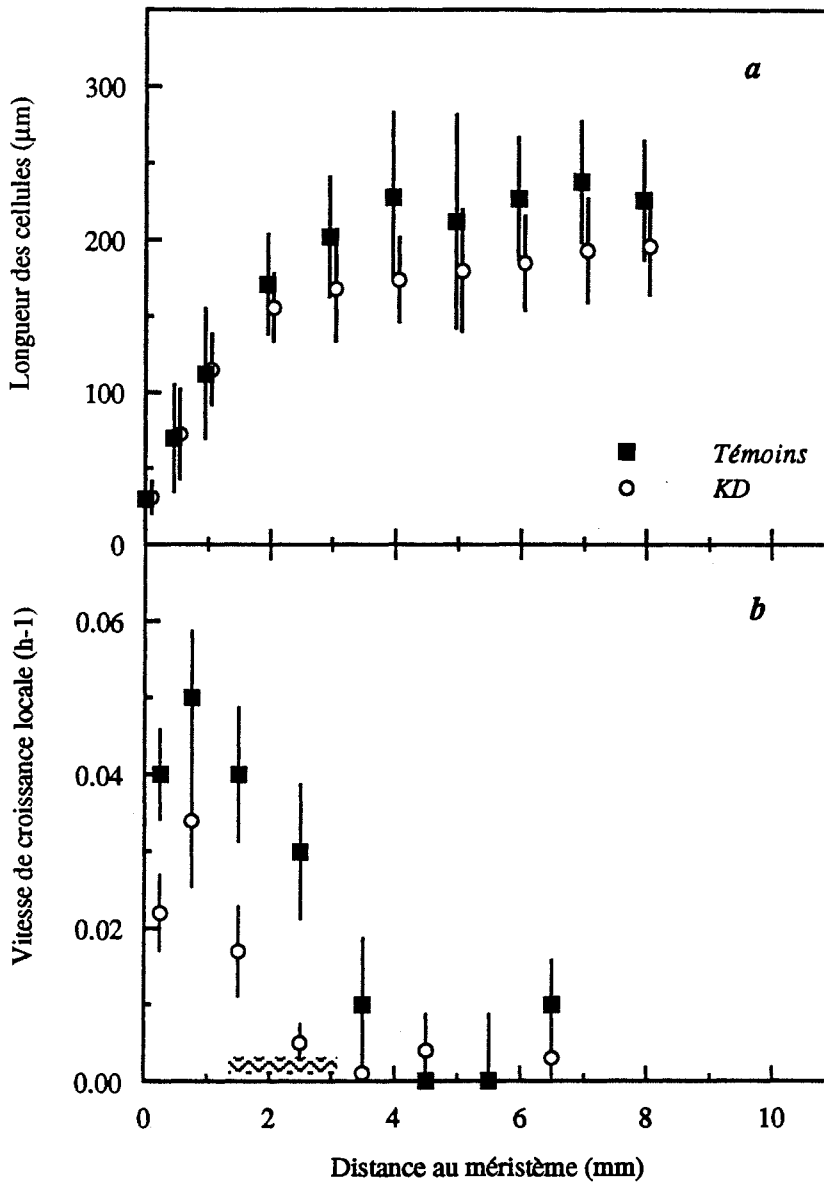 a
Longueur des cellules (µm)
300
200
100
0
Témoins
KD
b
Vitesse de croissance locale (h-1)
0.06
0.04
0.02
0.00
0 2 4 6 8 10
Distance au méristème (mm)